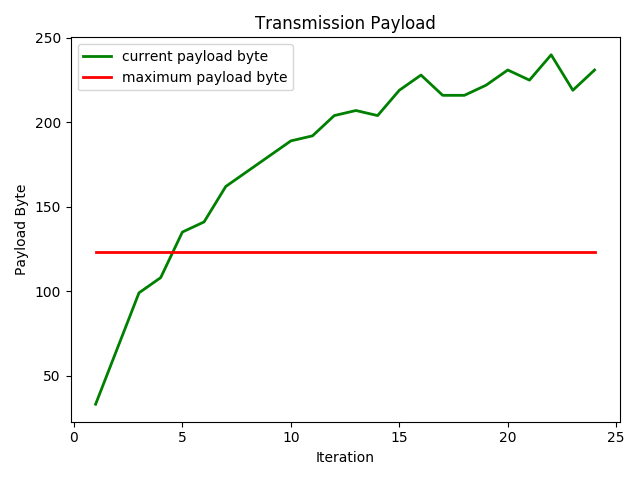 Transmission Payload
current payload byte
maximum payload byte
250
200
150
100
50
Payload Byte
0 5 10 15 20 25
Iteration